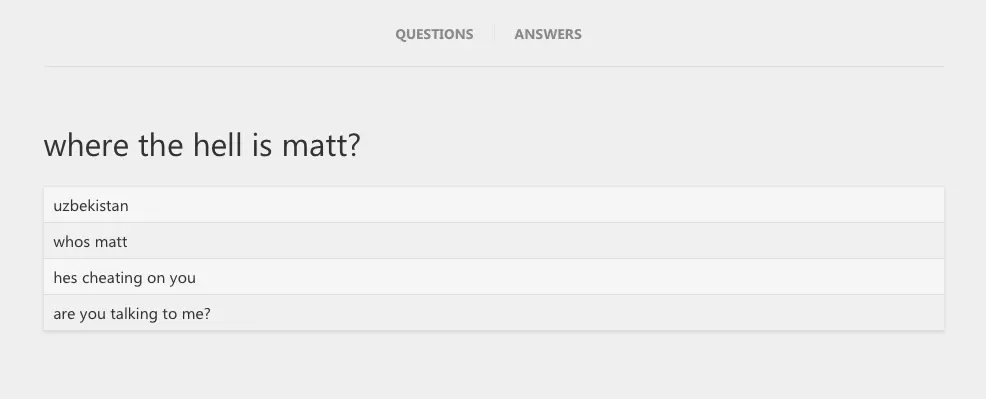 QUESTIONS ANSWERS
where the hell is matt?
uzbekistan
whos matt
hes cheating on you
are you talking to me?